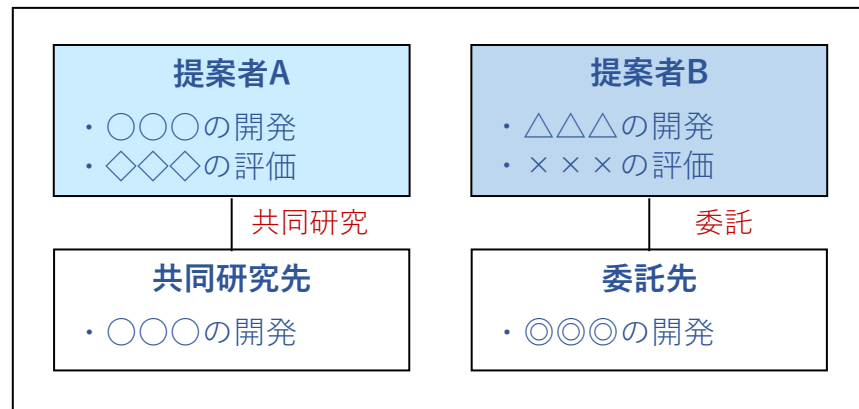 提案者A
・○○○の開発
・◇◇◇の評価
共同研究
共同研究先
・○○○の開発
提案者B
・△△△の開発
・×××の評価
委託
委託先
・◎◎◎の開発